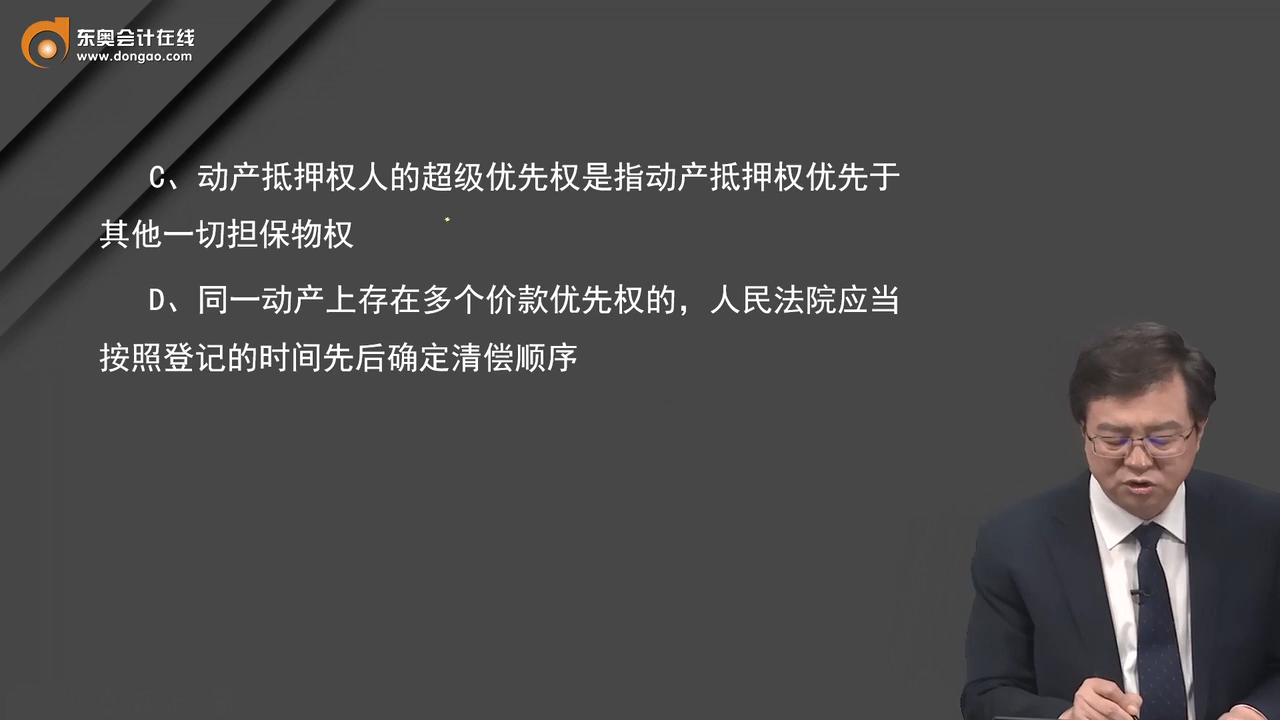 东奥会计在线
www.dongao.com
C、动产抵押权人的超级优先权是指动产抵押权优先于
其他一切担保物权
D、同一动产上存在多个价款优先权的，人民法院应当
按照登记的时间先后确定清偿顺序